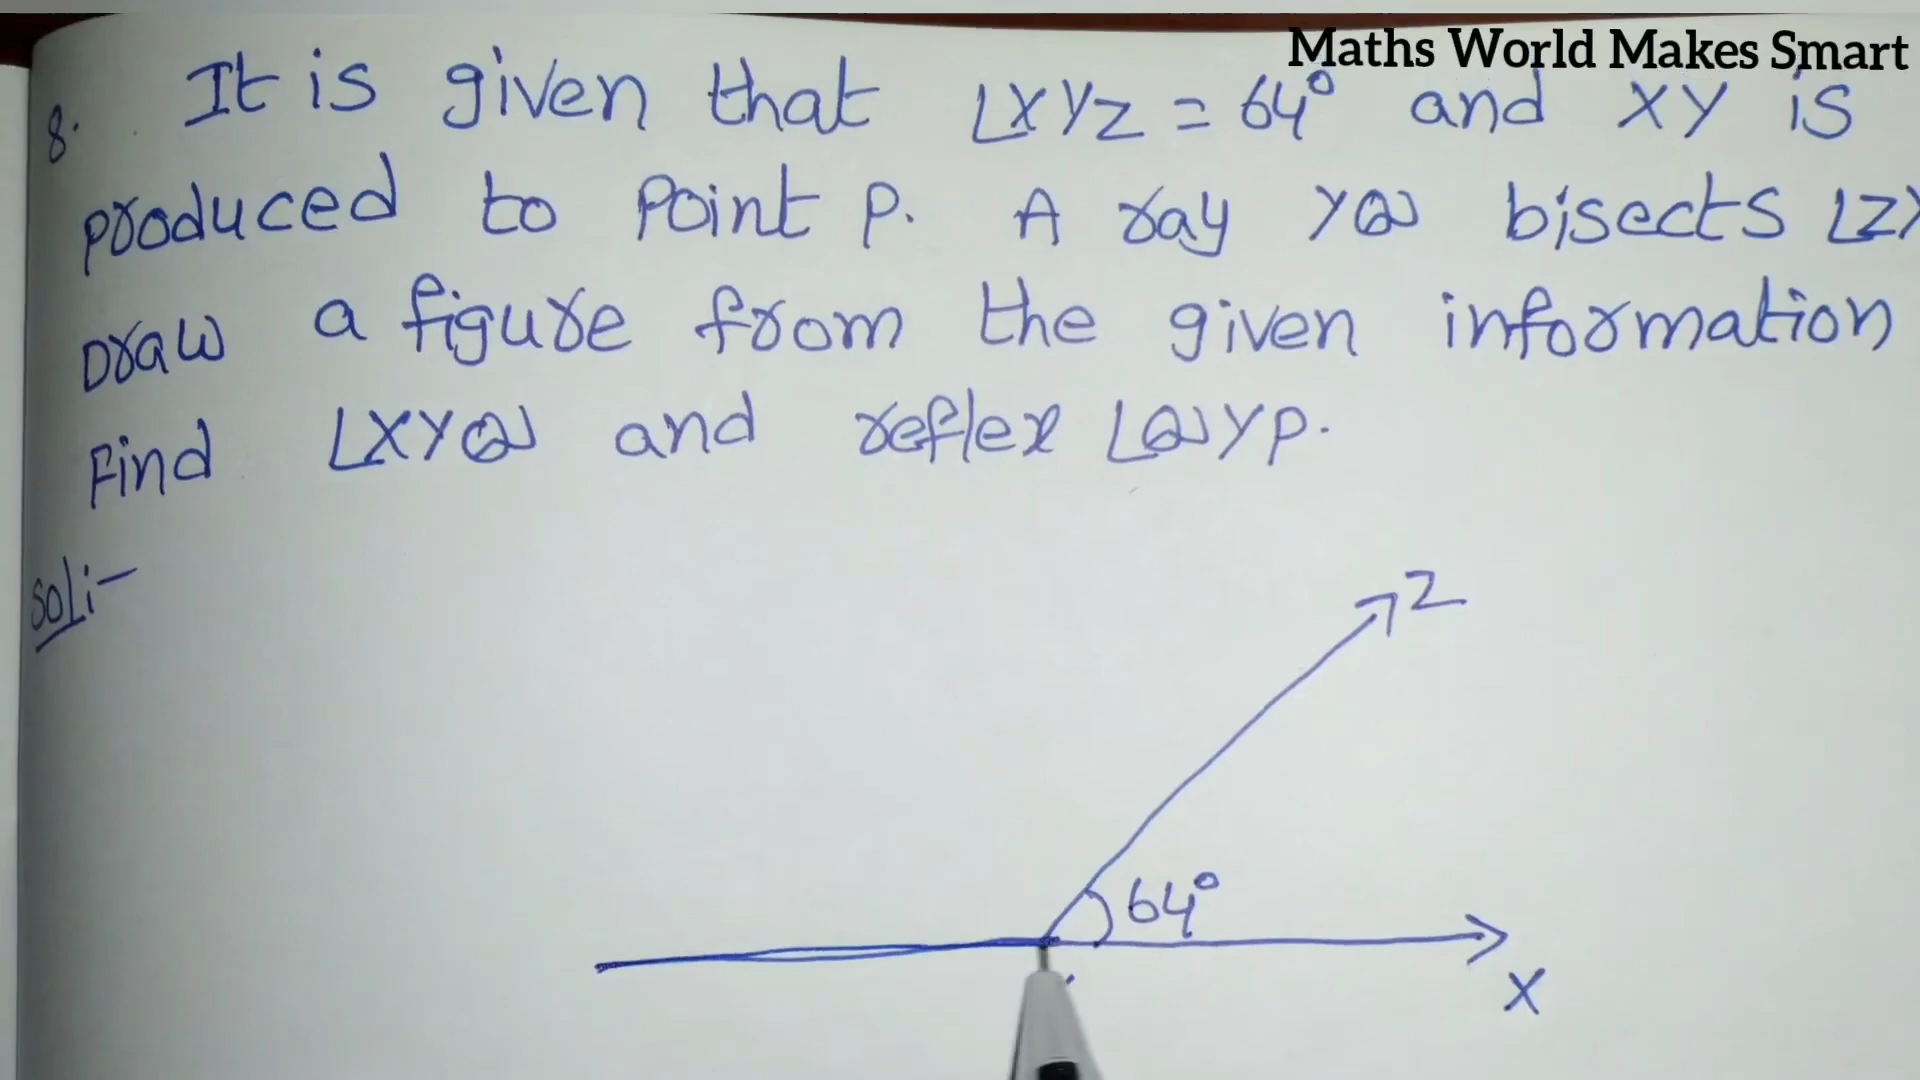 Maths World Makes Smart
8. It is given that ∠XYZ = 64° and XY is
produced to Point P. A ray YQ bisects ∠ZY
Draw a figure from the given information
Find ∠XYQ and reflex ∠QYP.
Sol:-
Z
64°
X